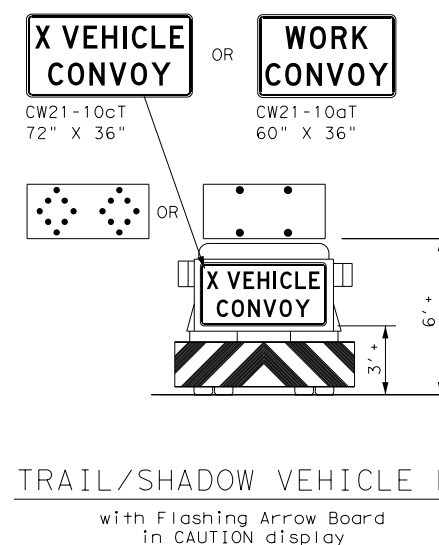 X VEHICLE
CONVOY
OR
WORK
CONVOY
CW21-10cT
72" X 36"
CW21-10aT
60" X 36"
OR
X VEHICLE
CONVOY
6'+
3'+
TRAIL/SHADOW VEHICLE
with Flashing Arrow Board
in CAUTION display